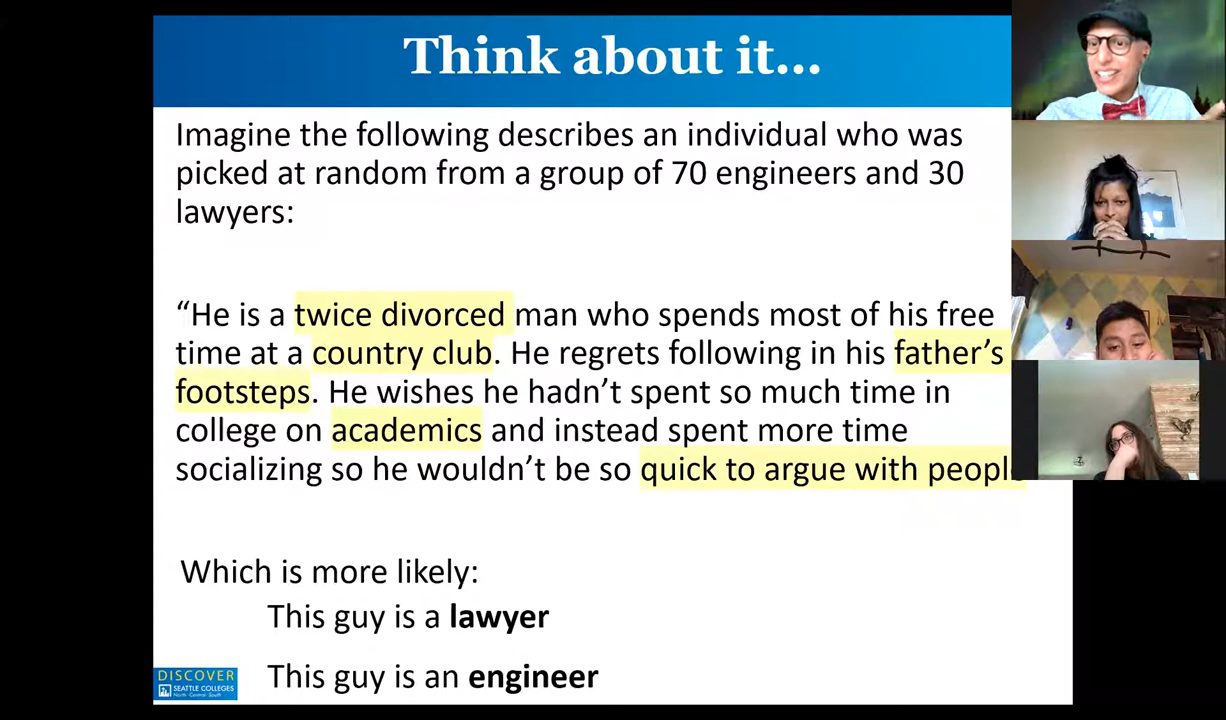 Think about it...
Imagine the following describes an individual who was
picked at random from a group of 70 engineers and 30
lawyers:
“He is a twice divorced man who spends most of his free
time at a country club. He regrets following in his father’s
footsteps. He wishes he hadn’t spent so much time in
college on academics and instead spent more time
socializing so he wouldn’t be so quick to argue with people
Which is more likely:
This guy is a lawyer
This guy is an engineer
DISCOVER
SEATTLE COLLEGES
North · Central · South